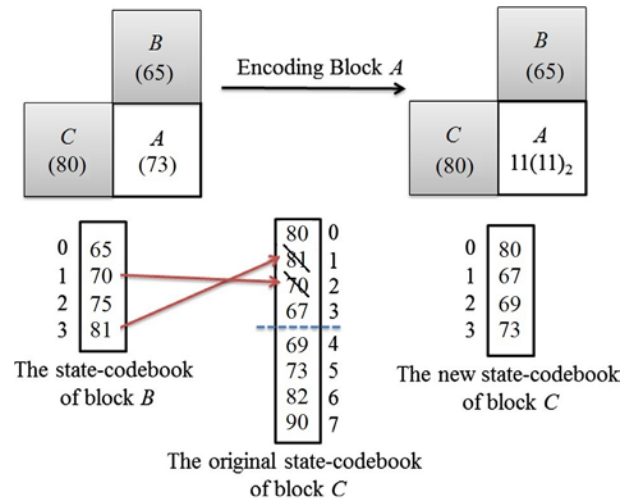 B
(65)
Encoding Block A
B
(65)
C
(80)
A
(73)
C
(80)
A
11(11)₂
0 65
1 70
2 75
3 81
The state-codebook
of block B
80 0
81 1
70 2
67 3
69 4
73 5
82 6
90 7
The original state-codebook
of block C
0 80
1 67
2 69
3 73
The new state-codebook
of block C